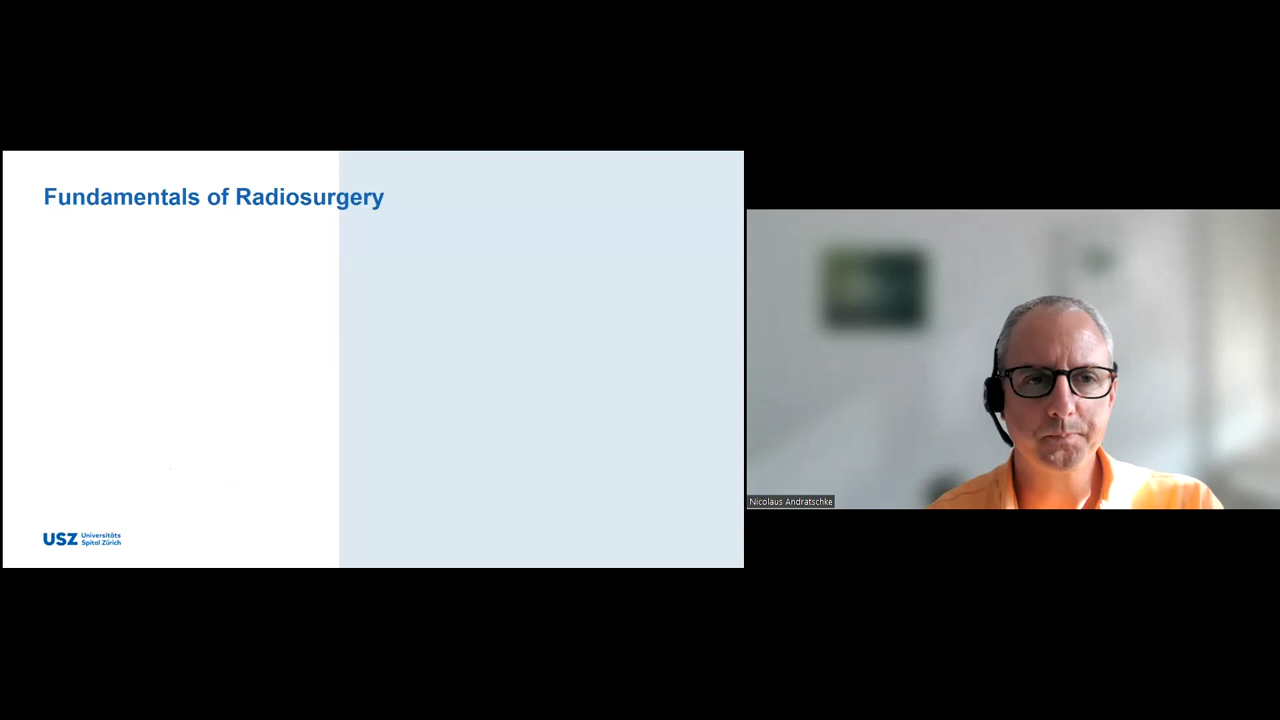 Fundamentals of Radiosurgery
USZ Universitäts
Spital Zürich
Nicolaus Andratschke